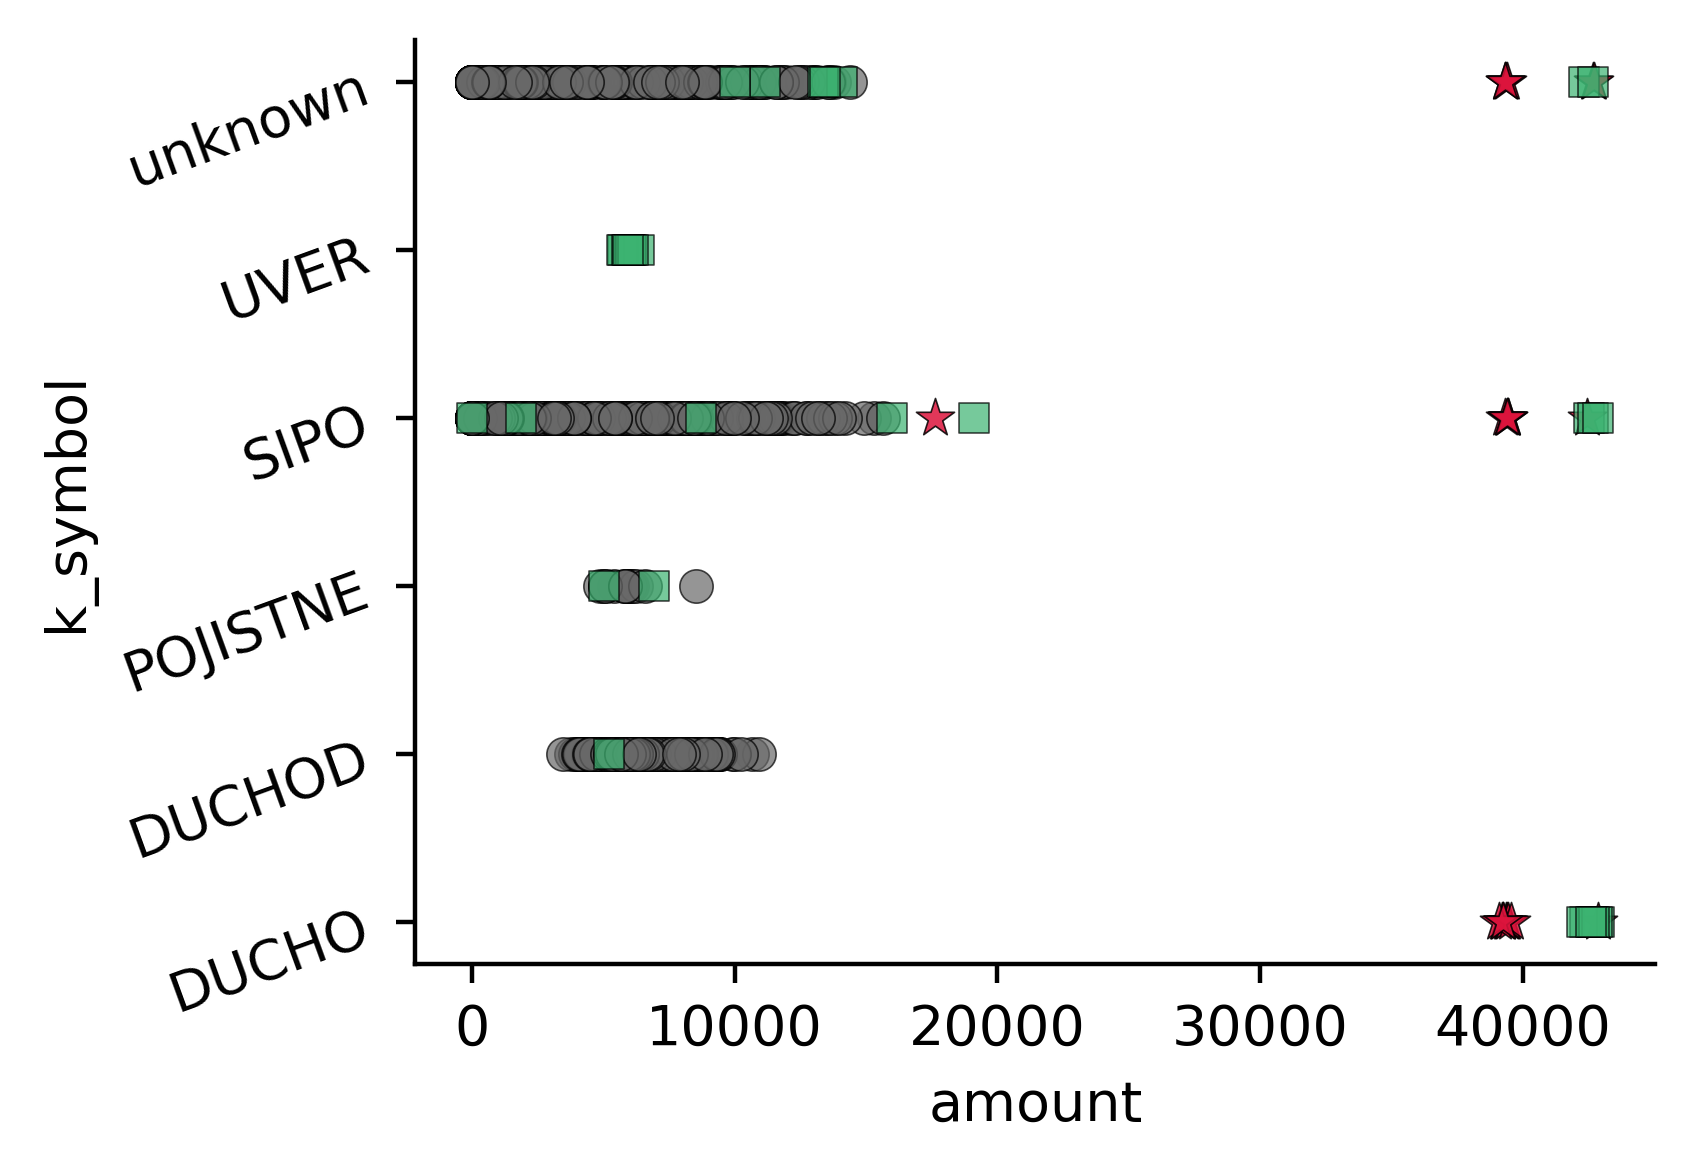 unknown
UVER
SIPO
POJISTNE
DUCHOD
DUCHO
k_symbol
0 10000 20000 30000 40000
amount